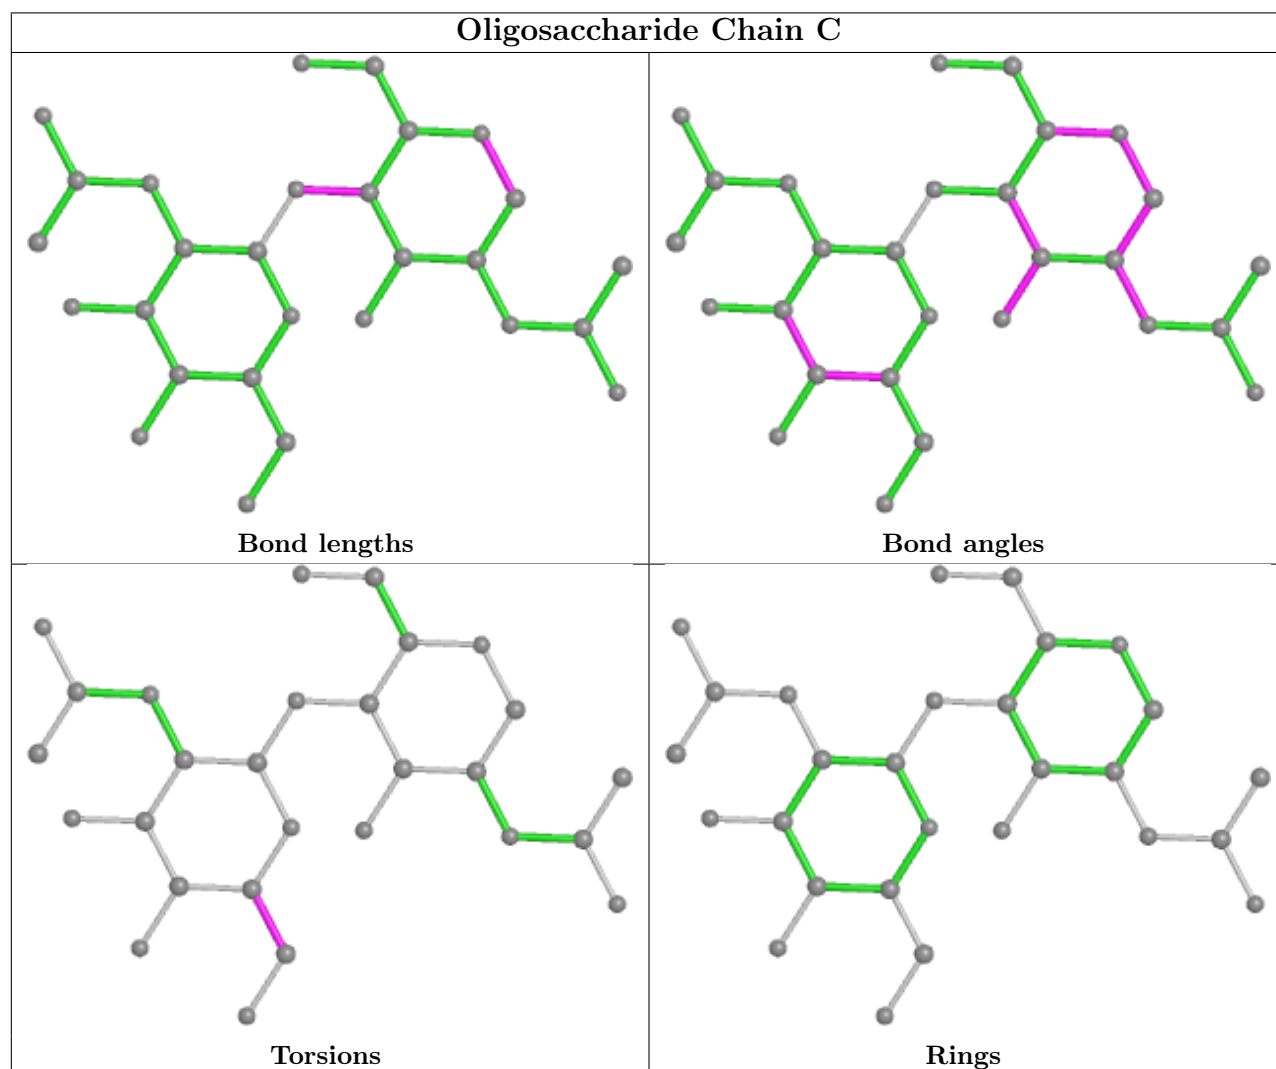 Oligosaccharide Chain C
Bond lengths
Bond angles
Torsions
Rings